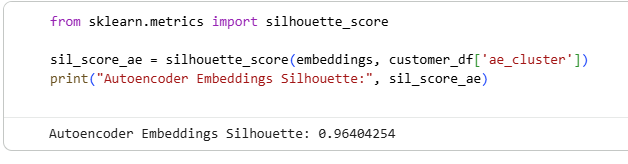 from sklearn.metrics import silhouette_score
sil_score_ae = silhouette_score(embeddings, customer_df['ae_cluster'])
print("Autoencoder Embeddings Silhouette:", sil_score_ae)
Autoencoder Embeddings Silhouette: 0.96404254